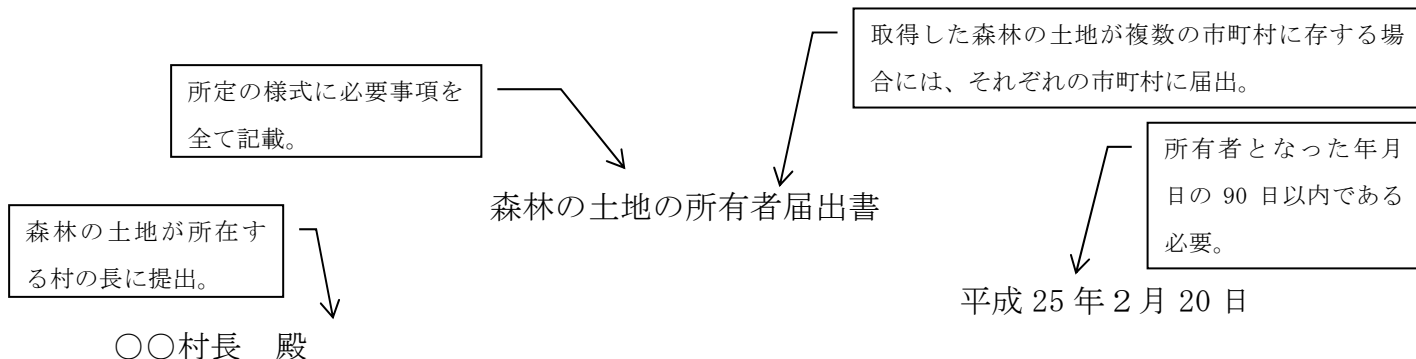 取得した森林の土地が複数の市町村に存する場
合には、それぞれの市町村に届出。
所定の様式に必要事項を
全て記載。
所有者となった年月
日の 90 日以内である
必要。
森林の土地の所有者届出書
森林の土地が所在す
る村の長に提出。
平成 25 年２月 20 日
○○村長　殿